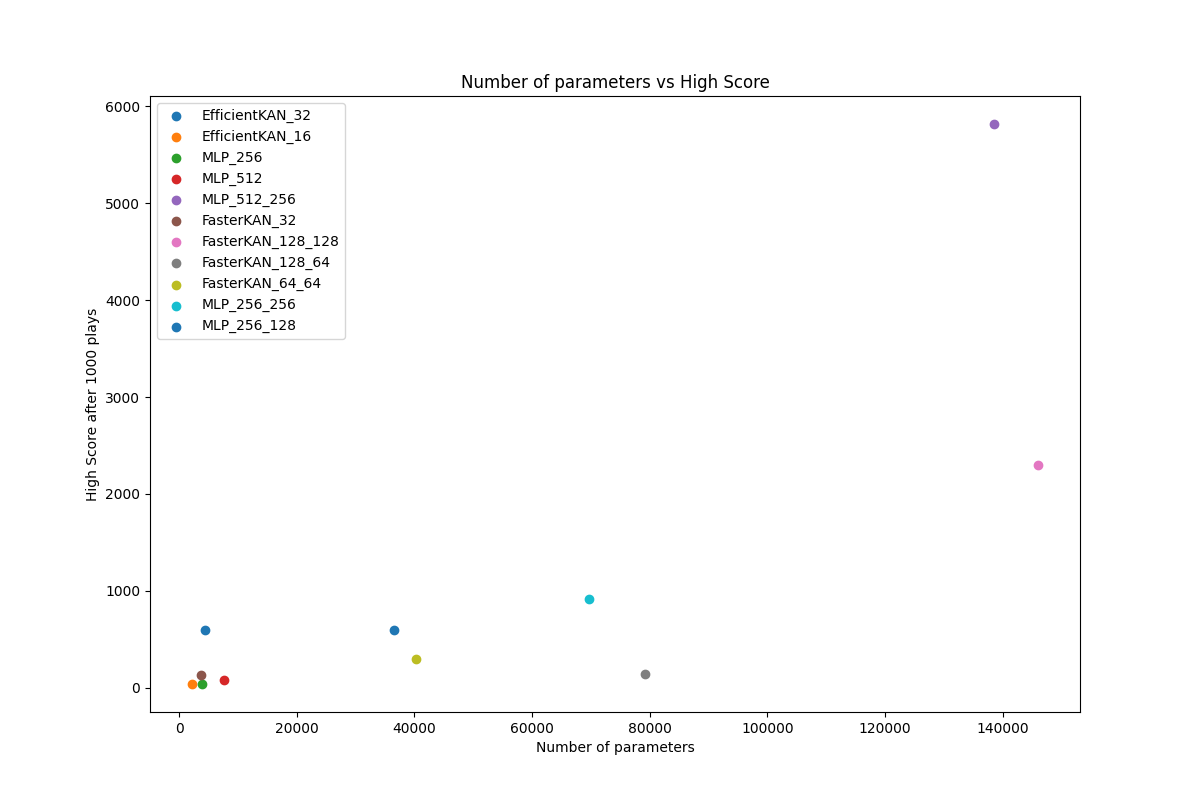 Number of parameters vs High Score
6000
5000
4000
3000
2000
1000
0
High Score after 1000 plays
EfficientKAN_32
EfficientKAN_16
MLP_256
MLP_512
MLP_512_256
FasterKAN_32
FasterKAN_128_128
FasterKAN_128_64
FasterKAN_64_64
MLP_256_256
MLP_256_128
0 20000 40000 60000 80000 100000 120000 140000
Number of parameters